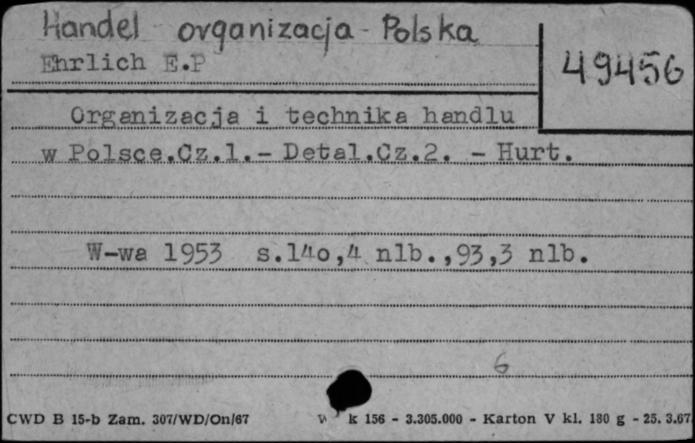 Handel organizacja - Polska
Ehrlich E.P
49456
Organizacja i technika handlu
w Polsce.Cz.1.- Detal.Cz.2. - Hurt.
W-wa 1953 s.14o,4 nlb.,93,3 nlb.
6
CWD B 15-b Zam. 307/WD/On/67 k 156 - 3.305.000 - Karton V kl. 180 g - 25.3.67